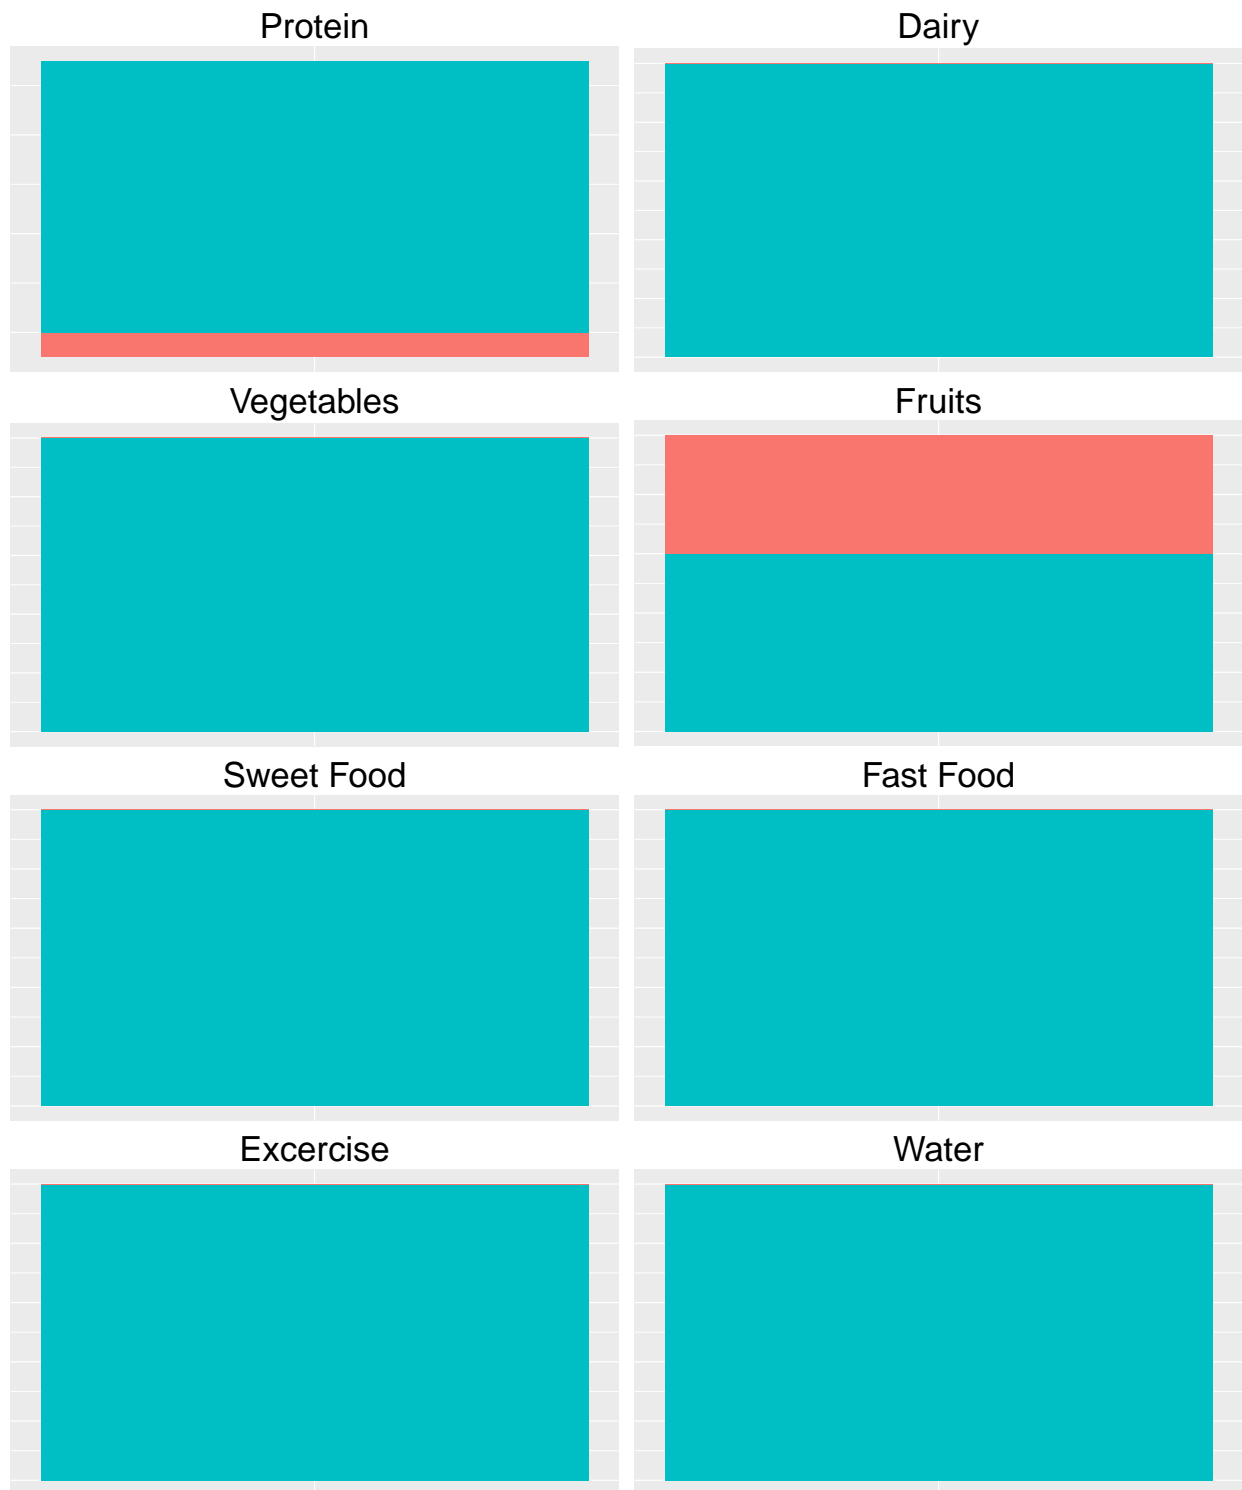 Protein
Dairy
Vegetables
Fruits
Sweet Food
Fast Food
Excercise
Water